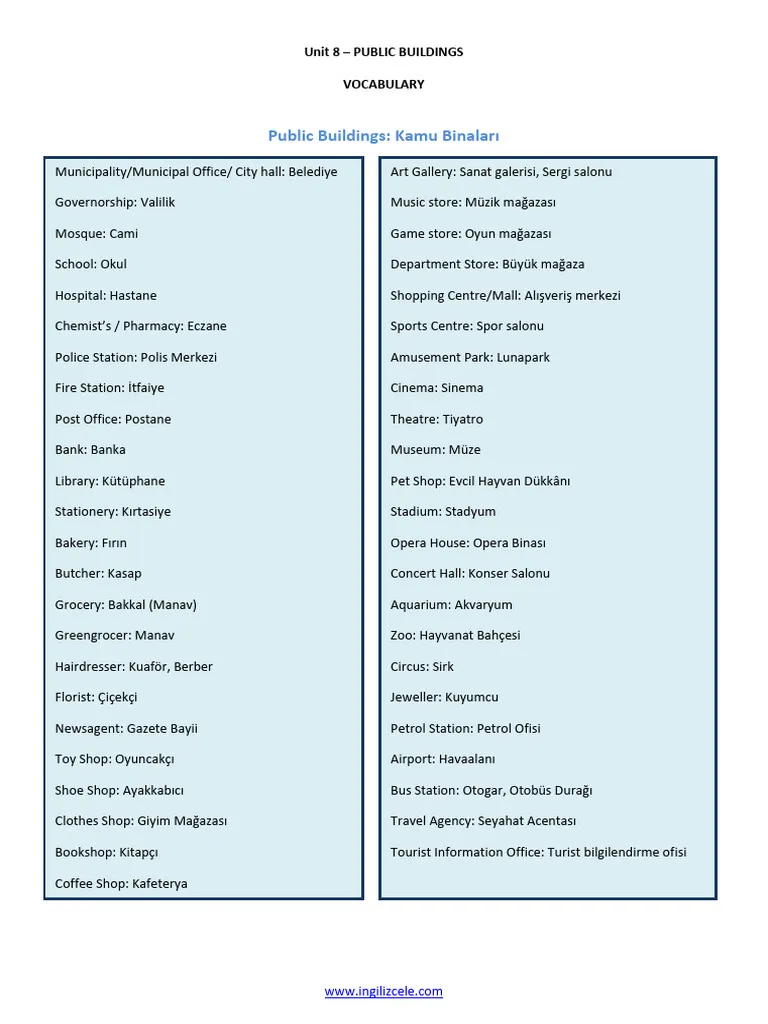 Unit 8 – PUBLIC BUILDINGS
VOCABULARY
Public Buildings: Kamu Binaları
Municipality/Municipal Office/ City hall: Belediye
Governorship: Valilik
Mosque: Cami
School: Okul
Hospital: Hastane
Chemist’s / Pharmacy: Eczane
Police Station: Polis Merkezi
Fire Station: İtfaiye
Post Office: Postane
Bank: Banka
Library: Kütüphane
Stationery: Kırtasiye
Bakery: Fırın
Butcher: Kasap
Grocery: Bakkal (Manav)
Greengrocer: Manav
Hairdresser: Kuaför, Berber
Florist: Çiçekçi
Newsagent: Gazete Bayii
Toy Shop: Oyuncakçı
Shoe Shop: Ayakkabıcı
Clothes Shop: Giyim Mağazası
Bookshop: Kitapçı
Coffee Shop: Kafeterya
Art Gallery: Sanat galerisi, Sergi salonu
Music store: Müzik mağazası
Game store: Oyun mağazası
Department Store: Büyük mağaza
Shopping Centre/Mall: Alışveriş merkezi
Sports Centre: Spor salonu
Amusement Park: Lunapark
Cinema: Sinema
Theatre: Tiyatro
Museum: Müze
Pet Shop: Evcil Hayvan Dükkânı
Stadium: Stadyum
Opera House: Opera Binası
Concert Hall: Konser Salonu
Aquarium: Akvaryum
Zoo: Hayvanat Bahçesi
Circus: Sirk
Jeweller: Kuyumcu
Petrol Station: Petrol Ofisi
Airport: Havaalanı
Bus Station: Otogar, Otobüs Durağı
Travel Agency: Seyahat Acentası
Tourist Information Office: Turist bilgilendirme ofisi
www.ingilizcele.com